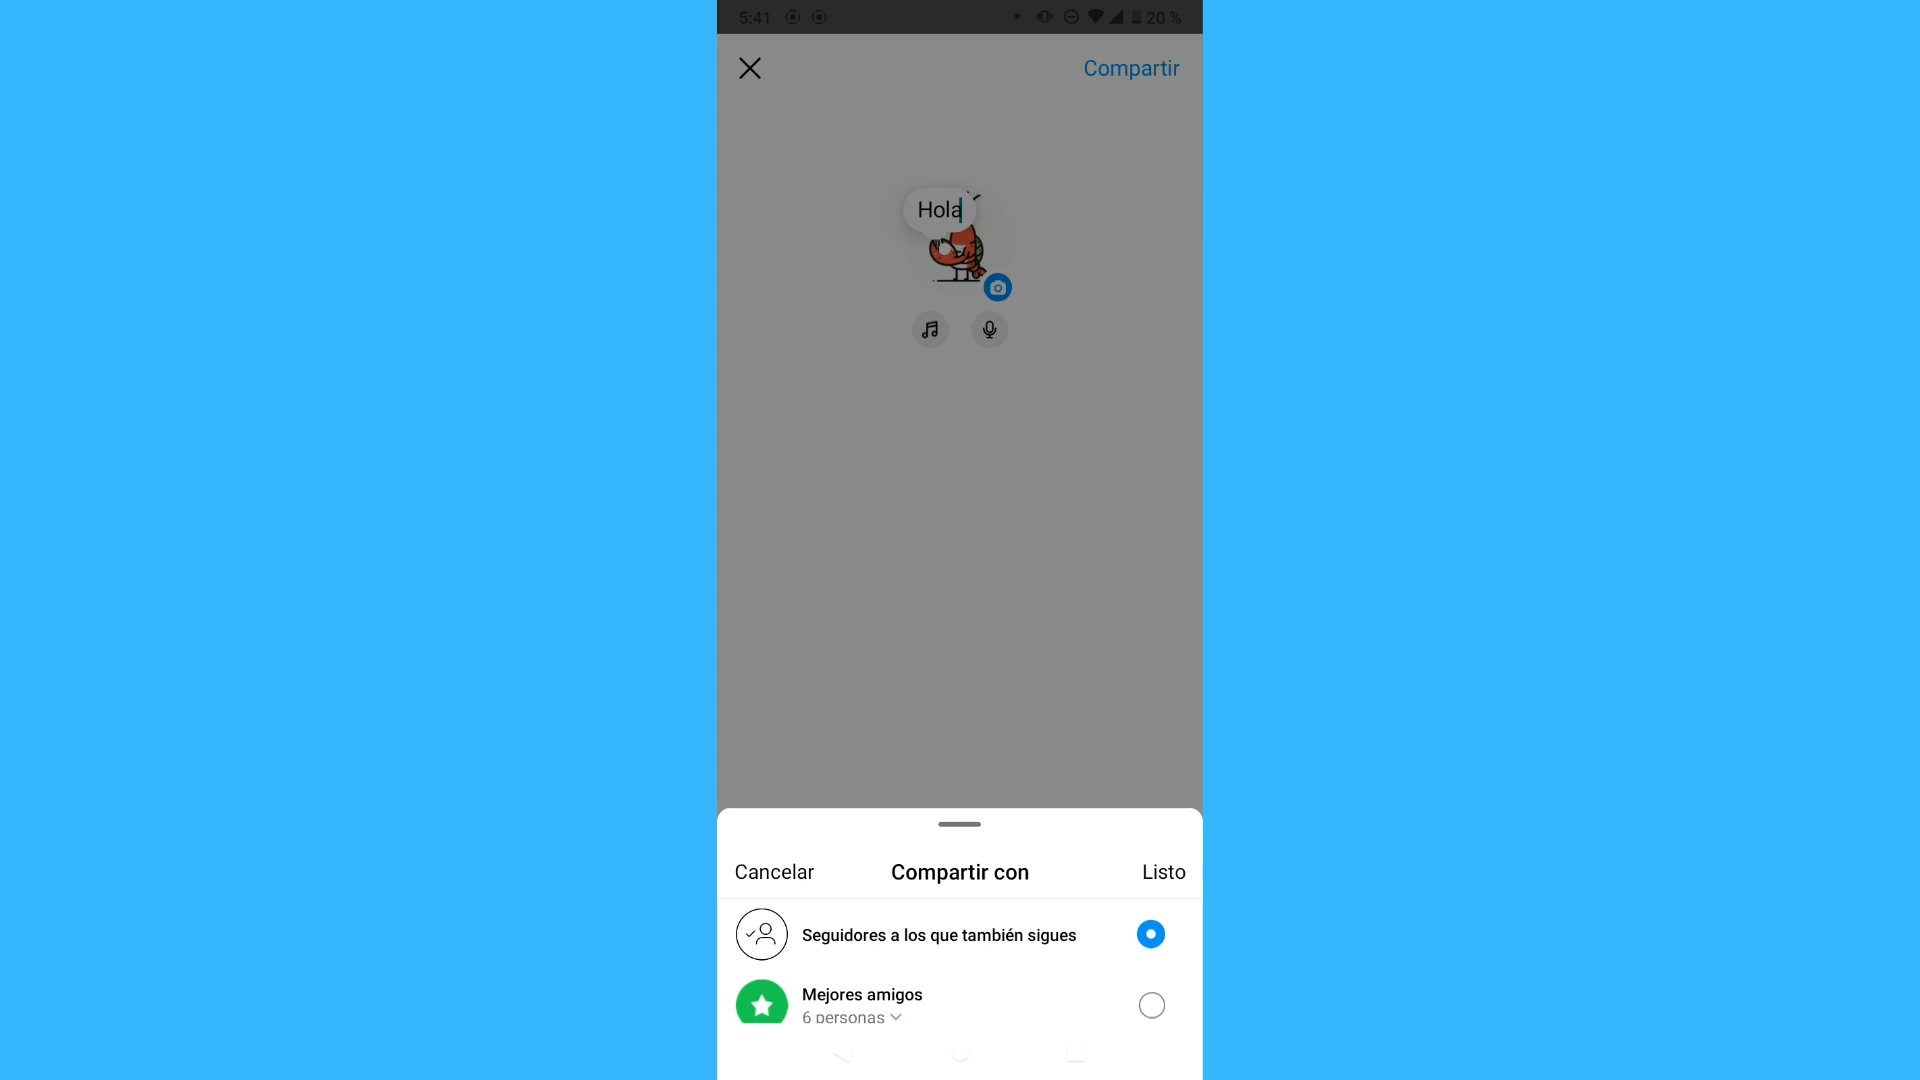 5:41
20 %
Compartir
Hola
Cancelar
Compartir con
Listo
Seguidores a los que también sigues
Mejores amigos
6 personas